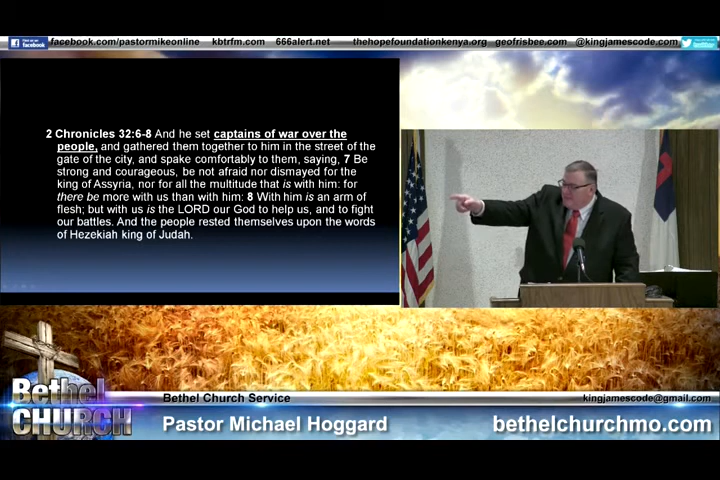 facebook.com/pastormikeonline kbtrfm.com 666alert.net thehopefoundationkenya.org geofrisbee.com @kingjamescode.com
2 Chronicles 32:6-8 And he set captains of war over the
people, and gathered them together to him in the street of the
gate of the city, and spake comfortably to them, saying, 7 Be
strong and courageous, be not afraid nor dismayed for the
king of Assyria, nor for all the multitude that is with him: for
there be more with us than with him: 8 With him is an arm of
flesh; but with us is the LORD our God to help us, and to fight
our battles. And the people rested themselves upon the words
of Hezekiah king of Judah.
Bethel
CHURCH
Bethel Church Service kingjamescode@gmail.com
Pastor Michael Hoggard bethelchurchmo.com